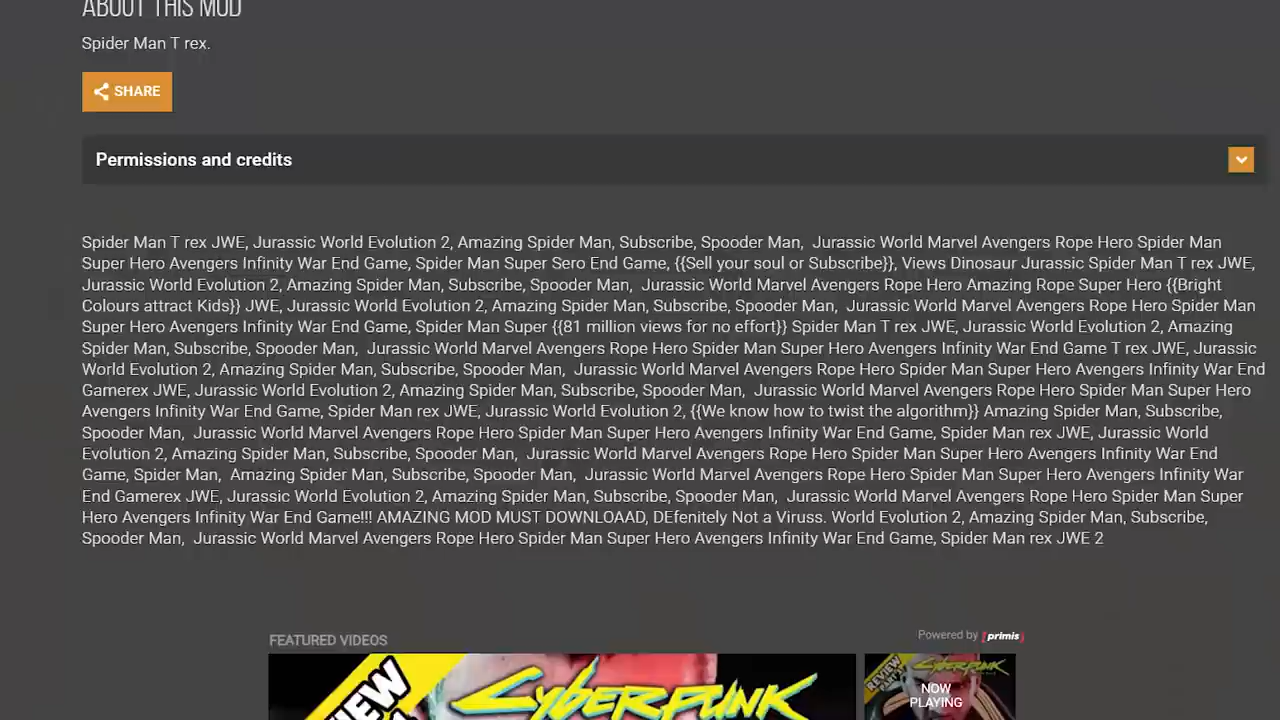 ABOUT THIS MOD
Spider Man T rex.
SHARE
Permissions and credits
Spider Man T rex JWE, Jurassic World Evolution 2, Amazing Spider Man, Subscribe, Spooder Man,  Jurassic World Marvel Avengers Rope Hero Spider Man
Super Hero Avengers Infinity War End Game, Spider Man Super Sero End Game, {{Sell your soul or Subscribe}}, Views Dinosaur Jurassic Spider Man T rex JWE,
Jurassic World Evolution 2, Amazing Spider Man, Subscribe, Spooder Man,  Jurassic World Marvel Avengers Rope Hero Amazing Rope Super Hero {{Bright
Colours attract Kids}} JWE, Jurassic World Evolution 2, Amazing Spider Man, Subscribe, Spooder Man,  Jurassic World Marvel Avengers Rope Hero Spider Man
Super Hero Avengers Infinity War End Game, Spider Man Super {{81 million views for no effort}} Spider Man T rex JWE, Jurassic World Evolution 2, Amazing
Spider Man, Subscribe, Spooder Man,  Jurassic World Marvel Avengers Rope Hero Spider Man Super Hero Avengers Infinity War End Game T rex JWE, Jurassic
World Evolution 2, Amazing Spider Man, Subscribe, Spooder Man,  Jurassic World Marvel Avengers Rope Hero Spider Man Super Hero Avengers Infinity War End
Gamerex JWE, Jurassic World Evolution 2, Amazing Spider Man, Subscribe, Spooder Man,  Jurassic World Marvel Avengers Rope Hero Spider Man Super Hero
Avengers Infinity War End Game, Spider Man rex JWE, Jurassic World Evolution 2, {{We know how to twist the algorithm}} Amazing Spider Man, Subscribe,
Spooder Man,  Jurassic World Marvel Avengers Rope Hero Spider Man Super Hero Avengers Infinity War End Game, Spider Man rex JWE, Jurassic World
Evolution 2, Amazing Spider Man, Subscribe, Spooder Man,  Jurassic World Marvel Avengers Rope Hero Spider Man Super Hero Avengers Infinity War End
Game, Spider Man,  Amazing Spider Man, Subscribe, Spooder Man,  Jurassic World Marvel Avengers Rope Hero Spider Man Super Hero Avengers Infinity War
End Gamerex JWE, Jurassic World Evolution 2, Amazing Spider Man, Subscribe, Spooder Man,  Jurassic World Marvel Avengers Rope Hero Spider Man Super
Hero Avengers Infinity War End Game!!! AMAZING MOD MUST DOWNLOAAD, DEfenitely Not a Viruss. World Evolution 2, Amazing Spider Man, Subscribe,
Spooder Man,  Jurassic World Marvel Avengers Rope Hero Spider Man Super Hero Avengers Infinity War End Game, Spider Man rex JWE 2
FEATURED VIDEOS
Powered by primis
CYBERPUNK
REVIEW
CYBERPUNK
NOW
PLAYING